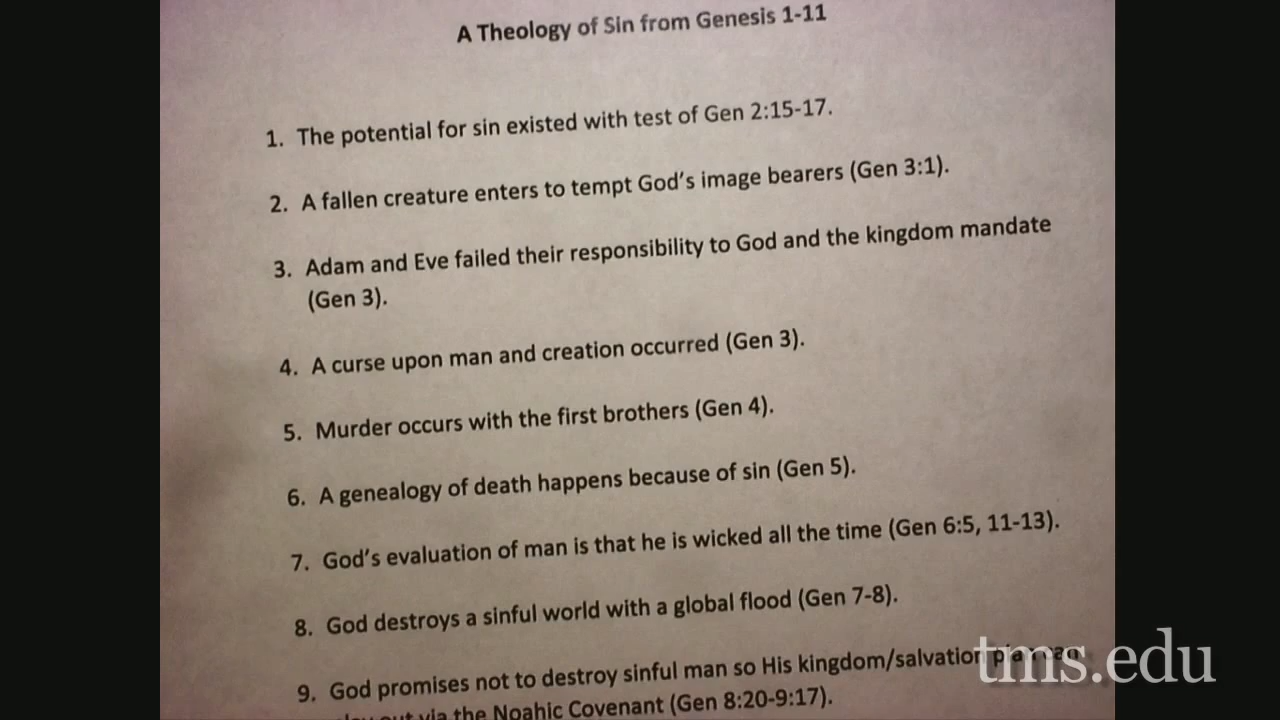 A Theology of Sin from Genesis 1-11
1. The potential for sin existed with test of Gen 2:15-17.
2. A fallen creature enters to tempt God's image bearers (Gen 3:1).
3. Adam and Eve failed their responsibility to God and the kingdom mandate
(Gen 3).
4. A curse upon man and creation occurred (Gen 3).
5. Murder occurs with the first brothers (Gen 4).
6. A genealogy of death happens because of sin (Gen 5).
7. God's evaluation of man is that he is wicked all the time (Gen 6:5, 11-13).
8. God destroys a sinful world with a global flood (Gen 7-8).
9. God promises not to destroy sinful man so His kingdom/salvation plan can
play out via the Noahic Covenant (Gen 8:20-9:17).
tms.edu